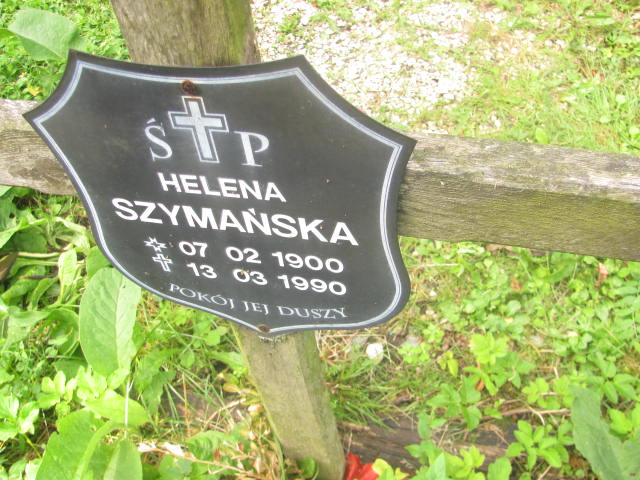 Ś P
HELENA
SZYMAŃSKA
07 02 1900
13 03 1990
POKÓJ JEJ DUSZY